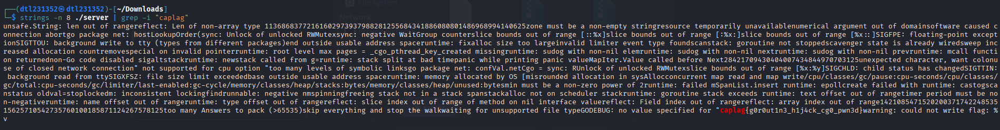 File System
Network
┌──(dtl231352㉿dtl231352)-[~/Downloads]
└─$ strings -n 8 ./server | grep -i "caplag"
unsafe.String: len out of rangereflect: Len of non-array type 1136868377216160297393798828125568434188608080148696899414062​5zone must be a non-empty stringresource temporarily unavailablenumerical argument out of domainsoftware caused c
onnection abortgo package net: hostLookupOrder(sync: Unlock of unlocked RWMutexsync: negative WaitGroup counterslice bounds out of range [::%x]slice bounds out of range [:%x:]slice bounds out of range [%x::]SIGFPE: floating-point except
ionSIGTTOU: background write to tty (types from different packages)end outside usable address spaceruntime: fixalloc size too largeinvalid limiter event type foundscanstack: goroutine not stoppedscavenger state is already wiredsweep inc
reased allocation countremovespecial on invalid pointerruntime: root level max pages = _cgo_pthread_key_created missingruntime: sudog with non-nil elemruntime: sudog with non-nil nextruntime: sudog with non-nil prevruntime: mcall functi
on returnednon-Go code disabled sigaltstackruntime: newstack called from g=runtime: stack split at bad timepanic while printing panic valueMapIter.Value called before Next2842170943040400743484497070​3125unexpected character, want colonu
se of closed network connection" not supported for cpu option "too many levels of symbolic linksgo package net: confVal.netCgo = sync: RUnlock of unlocked RWMutexslice bounds out of range [%x:%y]SIGCHLD: child status has changedSIGTTIN:
 background read from ttySIGXFSZ: file size limit exceededbase outside usable address spaceruntime: memory allocated by OS [misrounded allocation in sysAllocconcurrent map read and map write/cpu/classes/gc/pause:cpu-seconds/cpu/classes/
gc/total:cpu-seconds/gc/limiter/last-enabled:gc-cycle/memory/classes/heap/stacks:bytes/memory/classes/heap/unused:bytesmin must be a non-zero power of 2runtime: failed mSpanList.insert runtime: epollcreate failed with runtime: castogsca
nstatus oldval=stoplockedm: inconsistent lockingfindrunnable: negative nmspinningfreeing stack not in a stack spanstackalloc not on scheduler stackruntime: goroutine stack exceeds runtime: text offset out of rangetimer period must be no
n-negativeruntime: name offset out of rangeruntime: type offset out of rangereflect: slice index out of range of method on nil interface valuereflect: Field index out of rangereflect: array index out of range1421085471520200371742248535
156257105427357601001858711242675781​25too many Answers to pack (>65535)skip everything and stop the walkwaiting for unsupported file typeGODEBUG: no value specified for "caplag{g0r0ut1n3_h1j4ck_cg0_pwn3d}warning: could not write flag: %
v